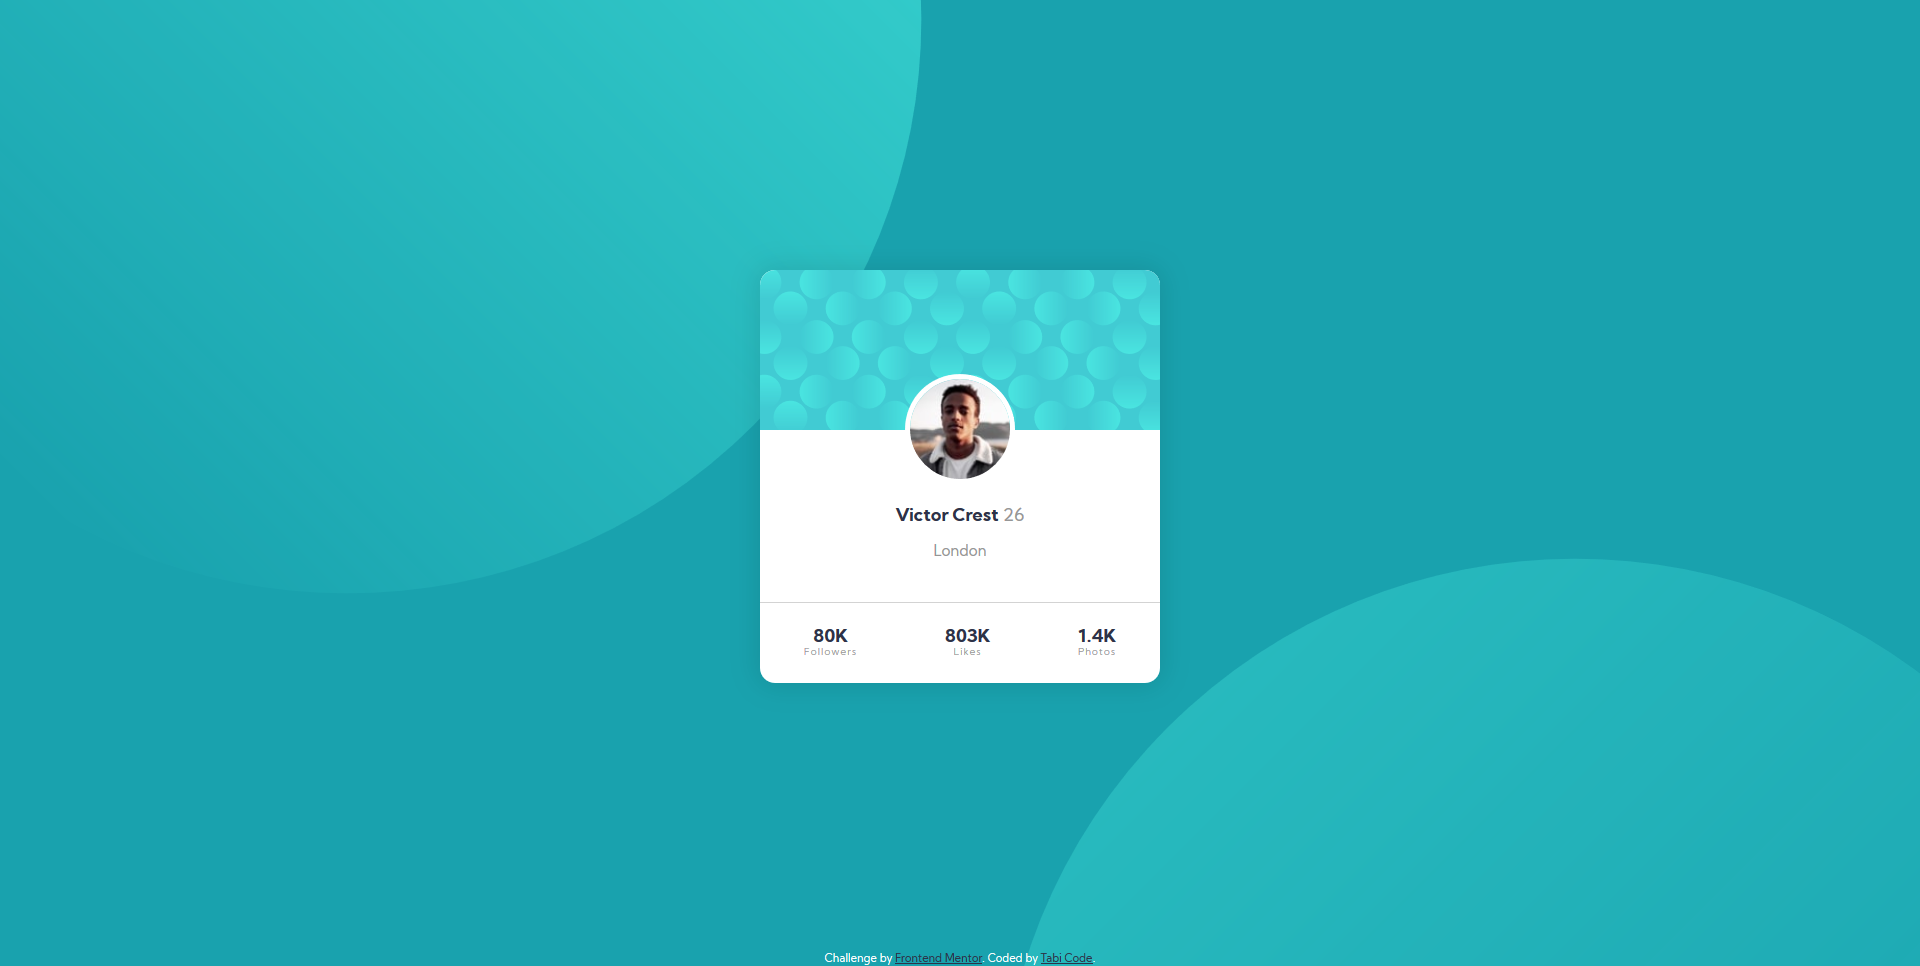 Victor Crest 26
London
80K 803K 1.4K
Followers Likes Photos
Challenge by Frontend Mentor. Coded by Tabi Code.